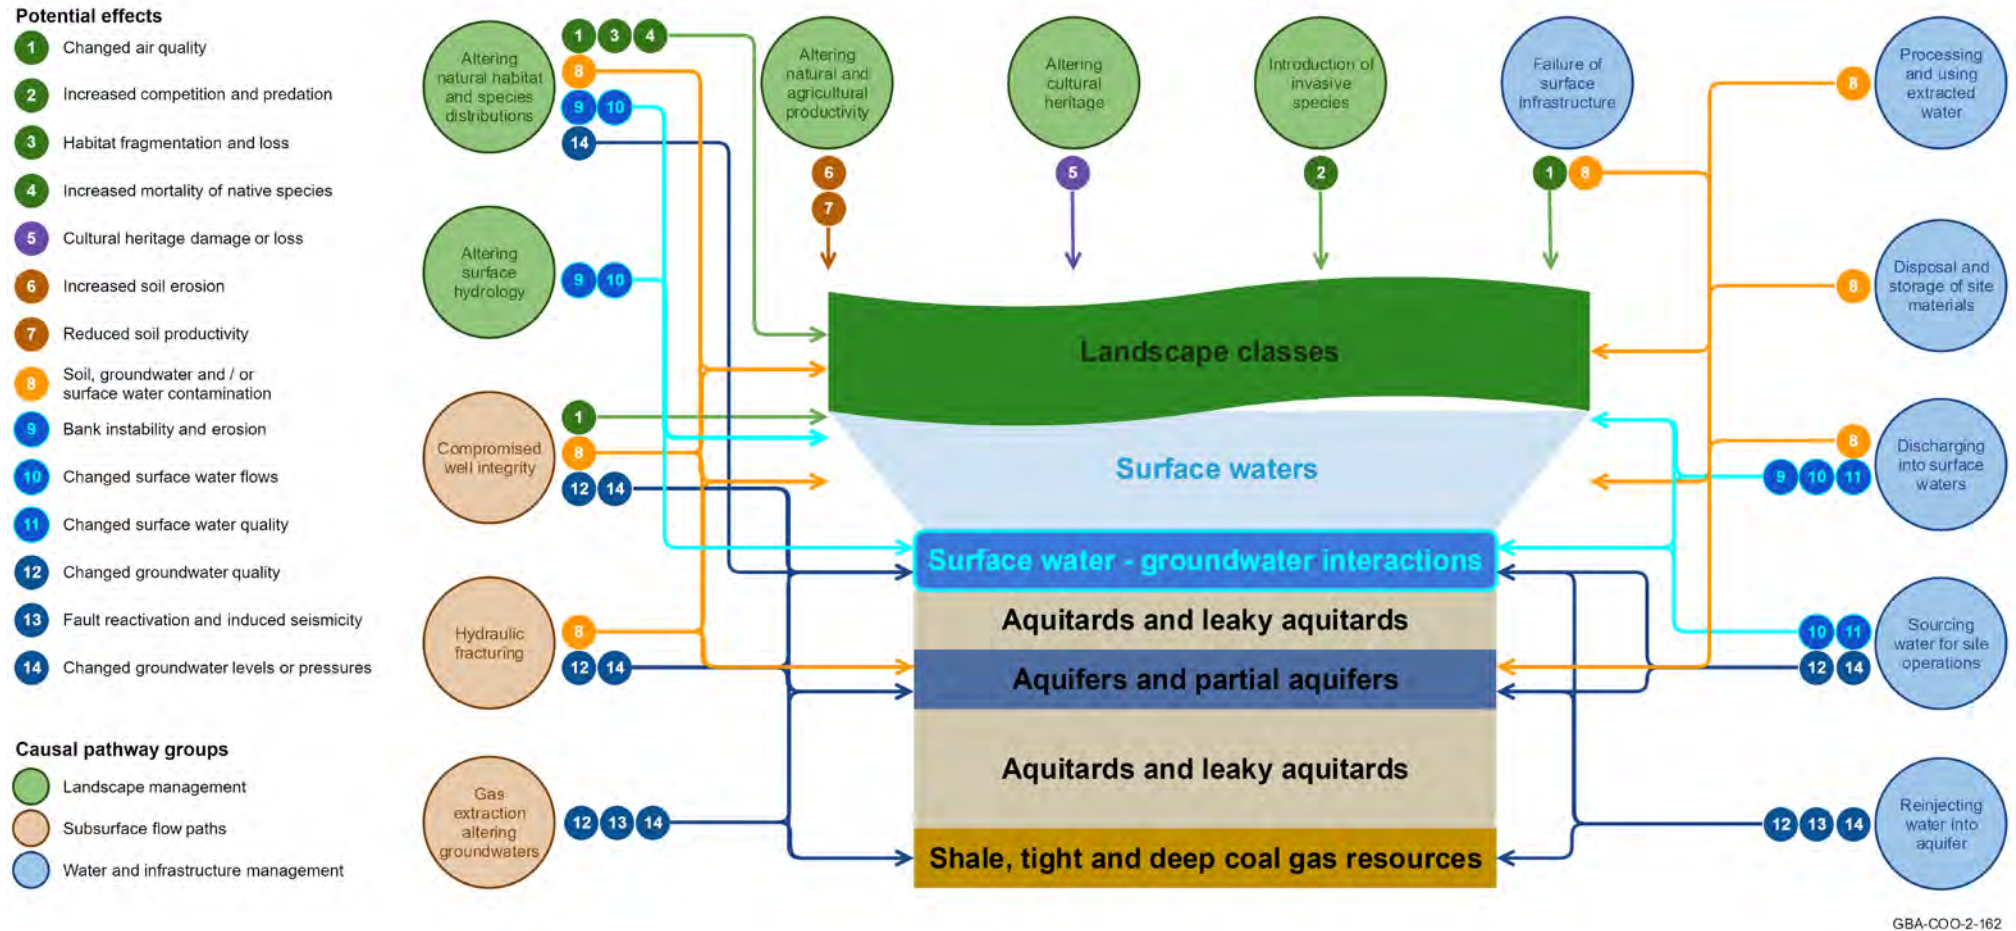 Potential effects
1 Changed air quality
2 Increased competition and predation
3 Habitat fragmentation and loss
4 Increased mortality of native species
5 Cultural heritage damage or loss
6 Increased soil erosion
7 Reduced soil productivity
8 Soil, groundwater and / or
surface water contamination
9 Bank instability and erosion
10 Changed surface water flows
11 Changed surface water quality
12 Changed groundwater quality
13 Fault reactivation and induced seismicity
14 Changed groundwater levels or pressures
Causal pathway groups
Landscape management
Subsurface flow paths
Water and infrastructure management
Altering
natural habitat
and species
distributions
1 3 4
8
9 10
14
Altering
surface
hydrology
9 10
Compromised
well integrity
1
8
12 14
Hydraulic
fracturing
8
12 14
Gas
extraction
altering
groundwaters
12 13 14
Altering
natural and
agricultural
productivity
6
7
Altering
cultural
heritage
5
Introduction of
invasive
species
2
Failure of
surface
infrastructure
1 8
Landscape classes
Surface waters
Surface water - groundwater interactions
Aquitards and leaky aquitards
Aquifers and partial aquifers
Aquitards and leaky aquitards
Shale, tight and deep coal gas resources
8
Processing
and using
extracted
water
8
Disposal and
storage of site
materials
8
9 10 11
Discharging
into surface
waters
10 11
12 14
Sourcing
water for site
operations
12 13 14
Reinjecting
water into
aquifer
GBA-COO-2-162